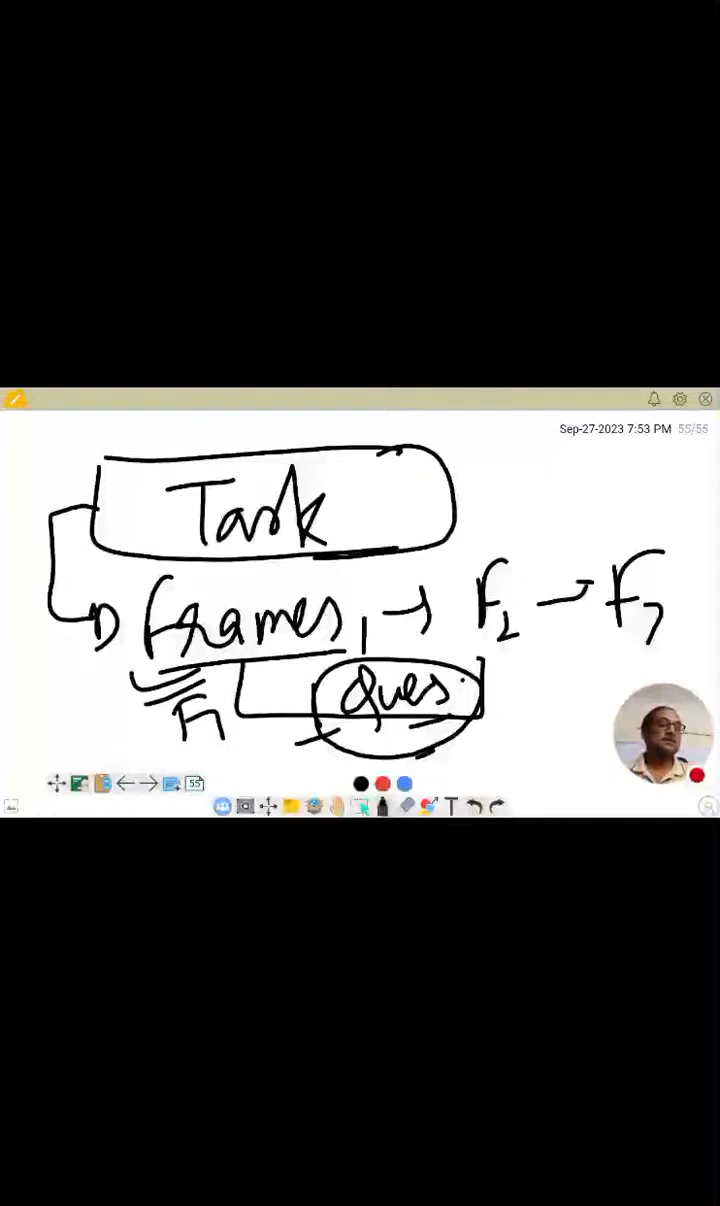 Sep-27-2023 7:53 PM 55/55
Task
Frames, → F2 → F7
F1
Ques.
55
T